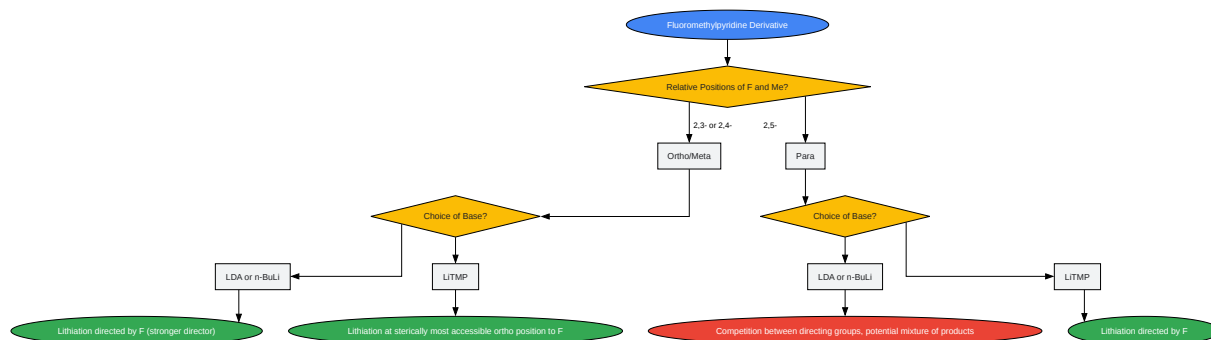 Fluoromethylpyridine Derivative
Relative Positions of F and Me?
2,3- or 2,4-
2,5-
Ortho/Meta
Para
Choice of Base?
Choice of Base?
LDA or n-BuLi
LiTMP
LDA or n-BuLi
LiTMP
Lithiation directed by F (stronger director)
Lithiation at sterically most accessible ortho position to F
Competition between directing groups, potential mixture of products
Lithiation directed by F